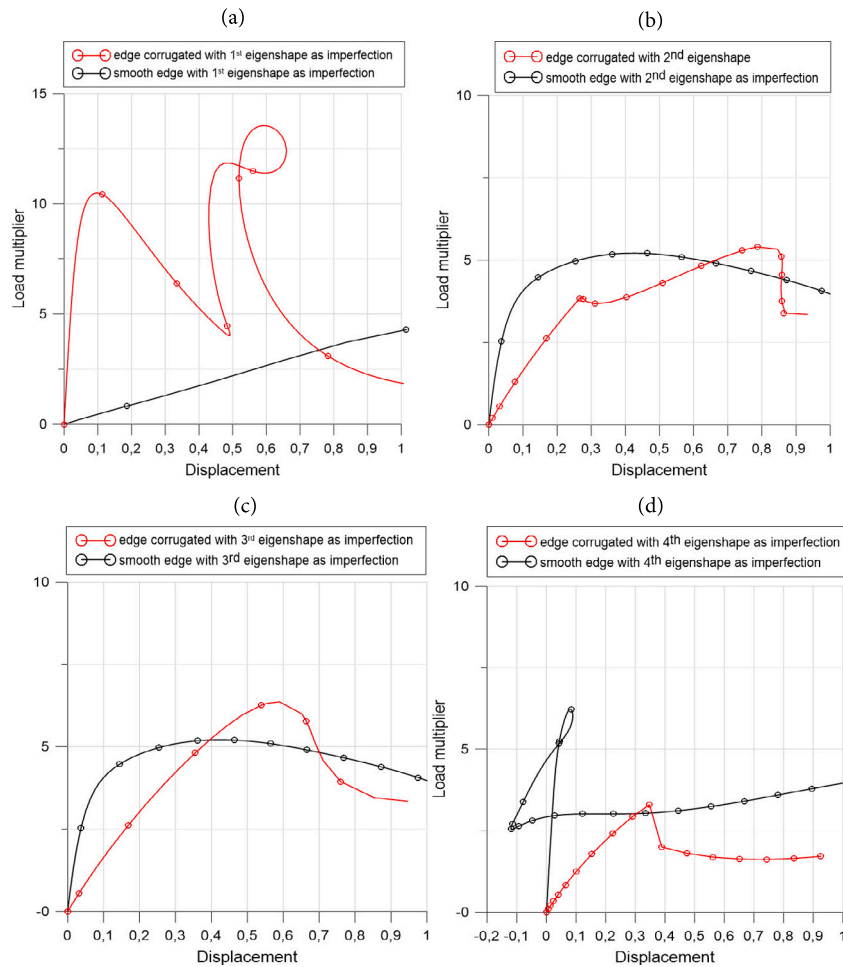 (a)
edge corrugated with 1st eigenshape as imperfection
smooth edge with 1st eigenshape as imperfection
15
10
5
0
Load multiplier
0 0,1 0,2 0,3 0,4 0,5 0,6 0,7 0,8 0,9 1
Displacement
(b)
edge corrugated with 2nd eigenshape
smooth edge with 2nd eigenshape as imperfection
10
5
0
Load multiplier
0 0,1 0,2 0,3 0,4 0,5 0,6 0,7 0,8 0,9 1
Displacement
(c)
edge corrugated with 3rd eigenshape as imperfection
smooth edge with 3rd eigenshape as imperfection
10
5
-0
Load multiplier
0 0,1 0,2 0,3 0,4 0,5 0,6 0,7 0,8 0,9 1
Displacement
(d)
edge corrugated with 4th eigenshape as imperfection
smooth edge with 4th eigenshape as imperfection
10
5
-0
Load multiplier
-0,2 -0,1 0 0,1 0,2 0,3 0,4 0,5 0,6 0,7 0,8 0,9 1
Displacement